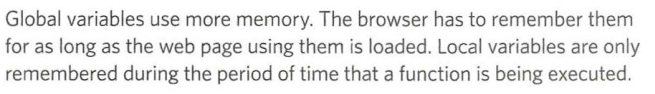 Global variables use more memory. The browser has to remember them
for as long as the web page using them is loaded. Local variables are only
remembered during the period of time that a function is being executed.